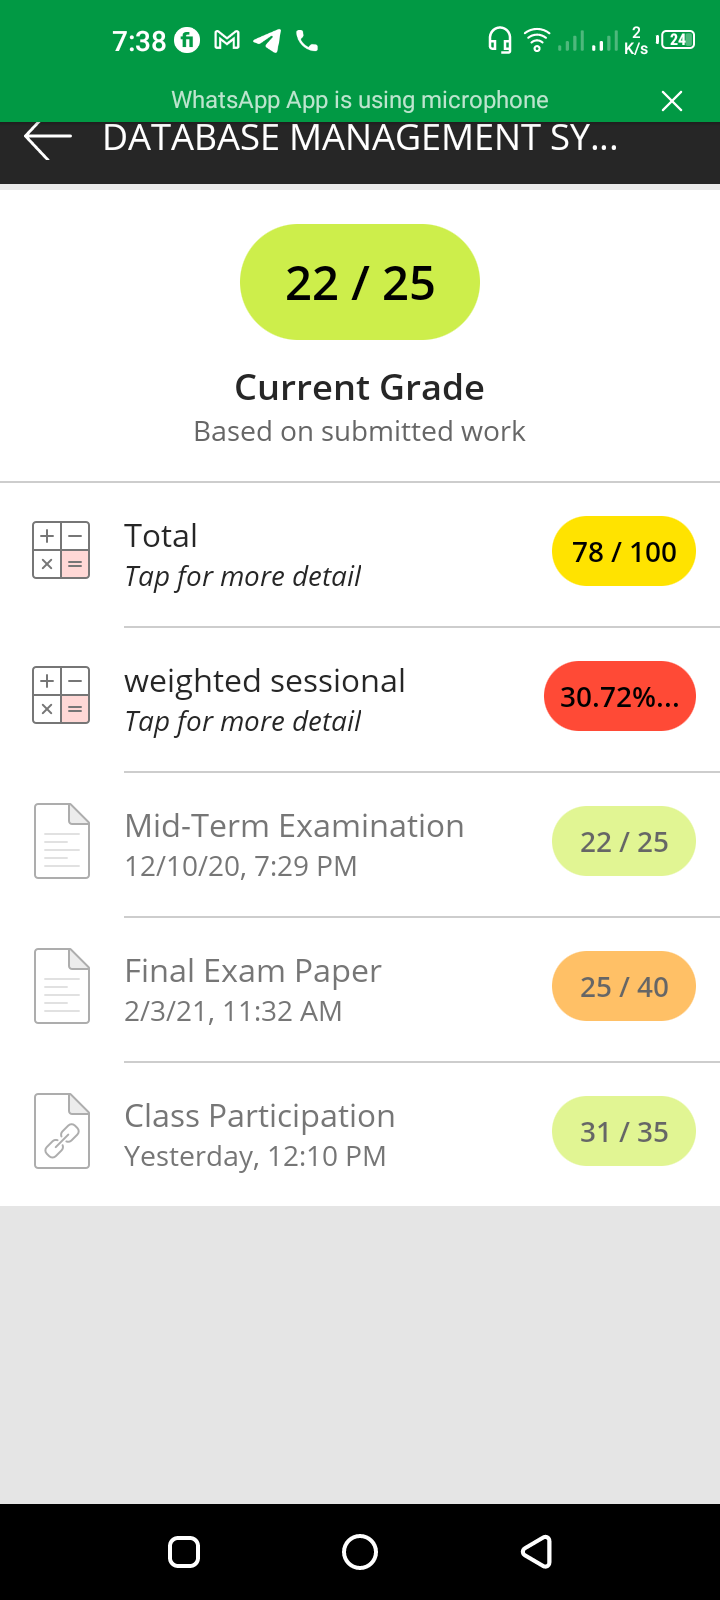 7:38
2
K/s
24
WhatsApp App is using microphone
DATABASE MANAGEMENT SY...
22 / 25
Current Grade
Based on submitted work
Total
Tap for more detail
78 / 100
weighted sessional
Tap for more detail
30.72%...
Mid-Term Examination
12/10/20, 7:29 PM
22 / 25
Final Exam Paper
2/3/21, 11:32 AM
25 / 40
Class Participation
Yesterday, 12:10 PM
31 / 35